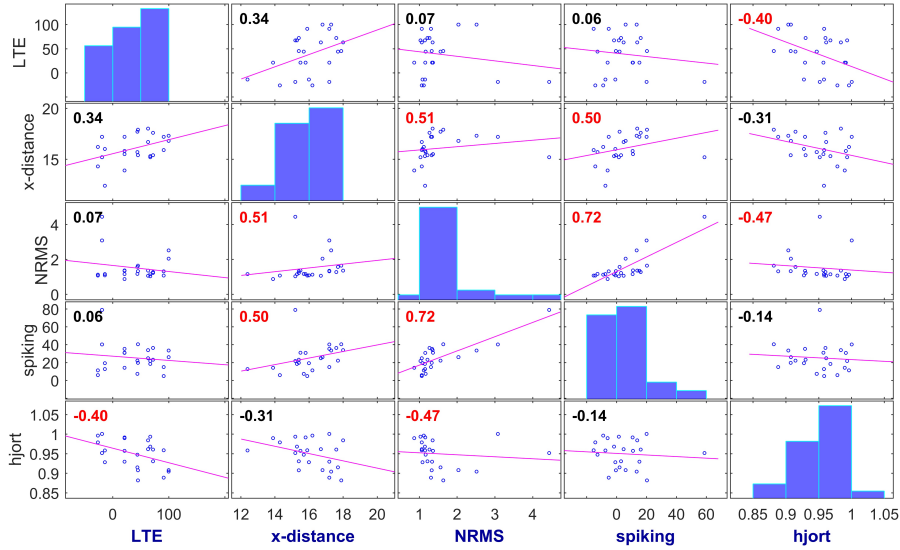 0.34 0.07 0.06 -0.40
LTE 100 50 0
0.34 0.51 0.50 -0.31
x-distance 20 15
0.07 0.51 0.72 -0.47
NRMS 4 2 0
0.06 0.50 0.72 -0.14
spiking 80 60 40 20 0
-0.40 -0.31 -0.47 -0.14
hjort 1.05 1 0.95 0.9 0.85
0 100 12 14 16 18 20 1 2 3 4 0 20 40 60 0.85 0.9 0.95 1 1.05
LTE x-distance NRMS spiking hjort